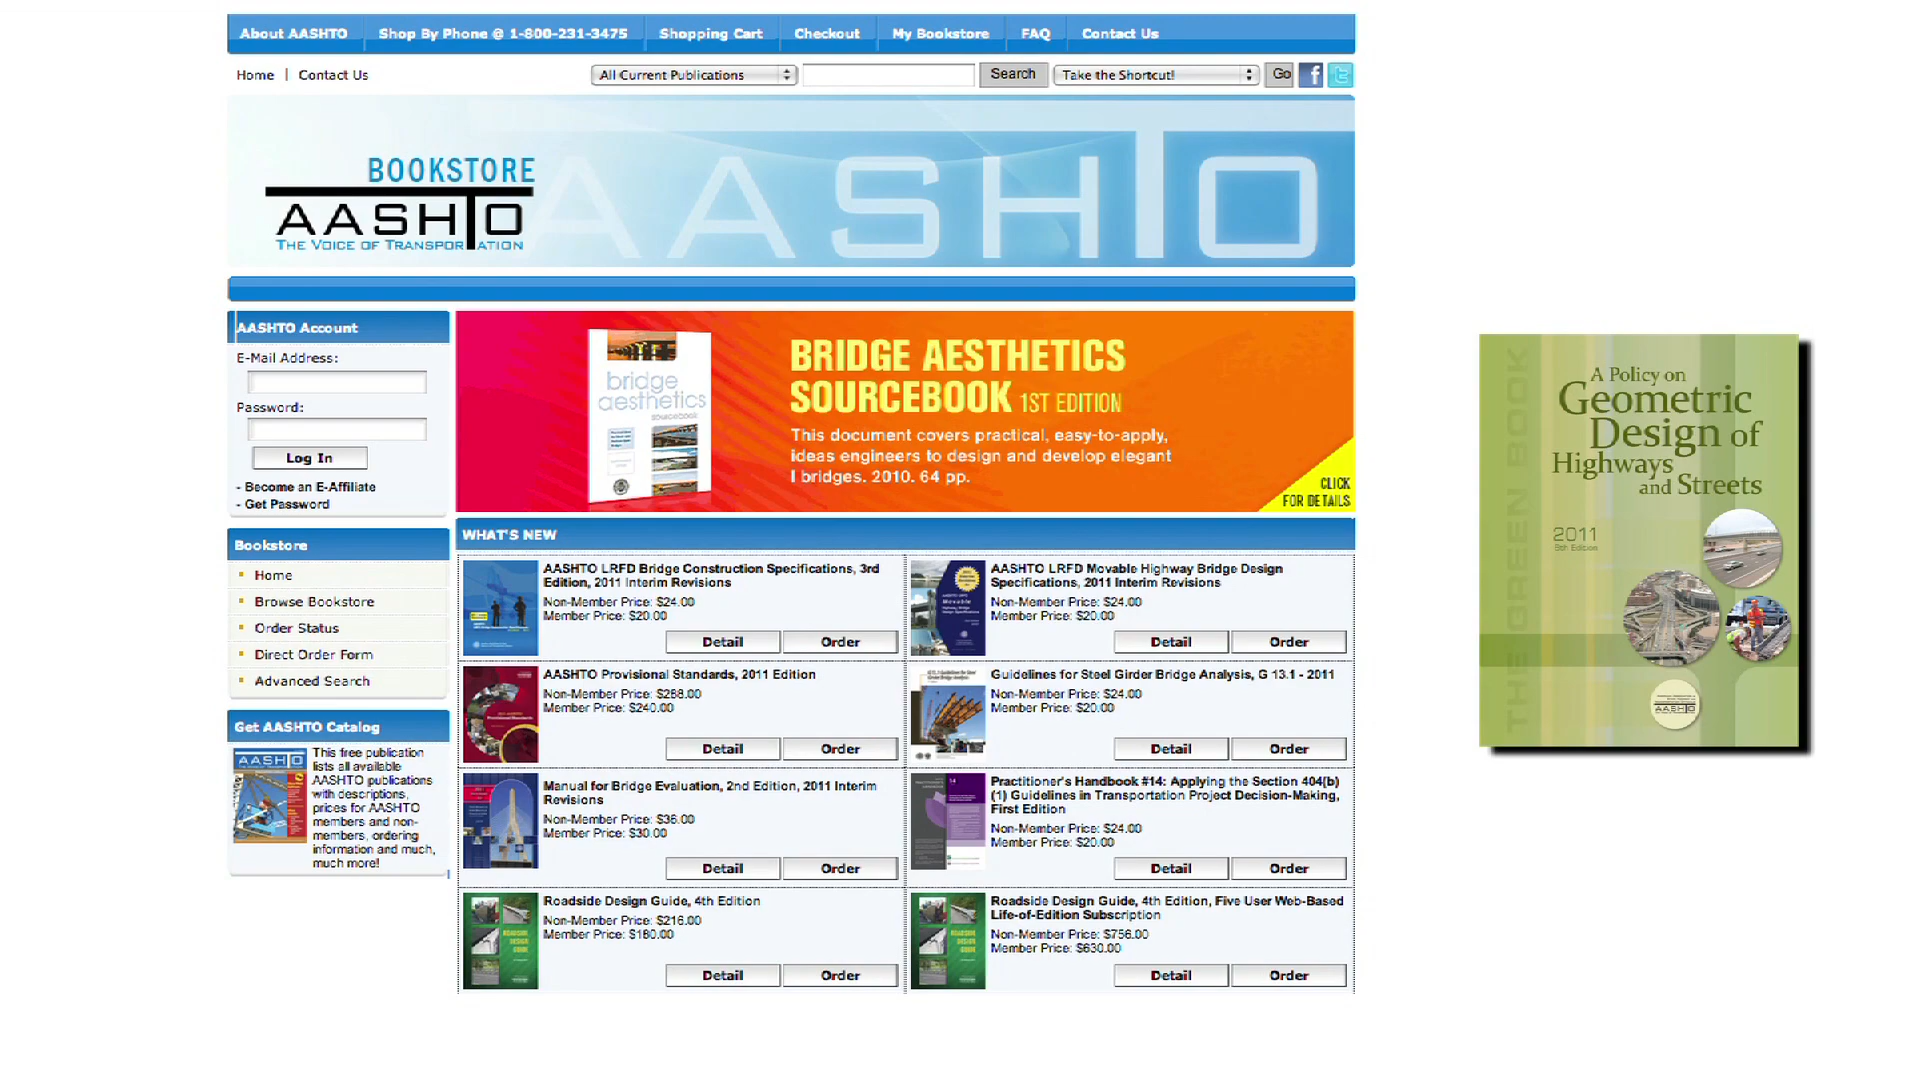 About AASHTO Shop By Phone @ 1-800-231-3475 Shopping Cart Checkout My Bookstore FAQ Contact Us
Home | Contact Us All Current Publications Search Take the Shortcut! Go f t
BOOKSTORE
AASHTO
THE VOICE OF TRANSPORTATION
AASHTO
AASHTO Account
E-Mail Address:
Password:
Log In
- Become an E-Affiliate
- Get Password
Bookstore
Home
Browse Bookstore
Order Status
Direct Order Form
Advanced Search
Get AASHTO Catalog
AASHTO
This free publication
lists all available
AASHTO publications
with descriptions,
prices for AASHTO
members and non-
members, ordering
information and much,
much more!
bridge
aesthetics
sourcebook
BRIDGE AESTHETICS
SOURCEBOOK 1ST EDITION
This document covers practical, easy-to-apply,
ideas engineers to design and develop elegant
l bridges. 2010. 64 pp.
CLICK
FOR DETAILS
WHAT'S NEW
AASHTO LRFD Bridge Construction Specifications, 3rd
Edition, 2011 Interim Revisions
Non-Member Price: $24.00
Member Price: $20.00
Detail Order
AASHTO LRFD Movable Highway Bridge Design
Specifications, 2011 Interim Revisions
Non-Member Price: $24.00
Member Price: $20.00
Detail Order
AASHTO Provisional Standards, 2011 Edition
Non-Member Price: $288.00
Member Price: $240.00
Detail Order
Guidelines for Steel Girder Bridge Analysis, G 13.1 - 2011
Non-Member Price: $24.00
Member Price: $20.00
Detail Order
Manual for Bridge Evaluation, 2nd Edition, 2011 Interim
Revisions
Non-Member Price: $36.00
Member Price: $30.00
Detail Order
Practitioner's Handbook #14: Applying the Section 404(b)
(1) Guidelines in Transportation Project Decision-Making,
First Edition
Non-Member Price: $24.00
Member Price: $20.00
Detail Order
Roadside Design Guide, 4th Edition
Non-Member Price: $216.00
Member Price: $180.00
Detail Order
ROADSIDE
DESIGN
GUIDE
Roadside Design Guide, 4th Edition, Five User Web-Based
Life-of-Edition Subscription
Non-Member Price: $756.00
Member Price: $630.00
Detail Order
ROADSIDE
DESIGN
GUIDE
THE GREEN BOOK
A Policy on
Geometric
Design of
Highways
and Streets
2011
6th Edition
AASHTO